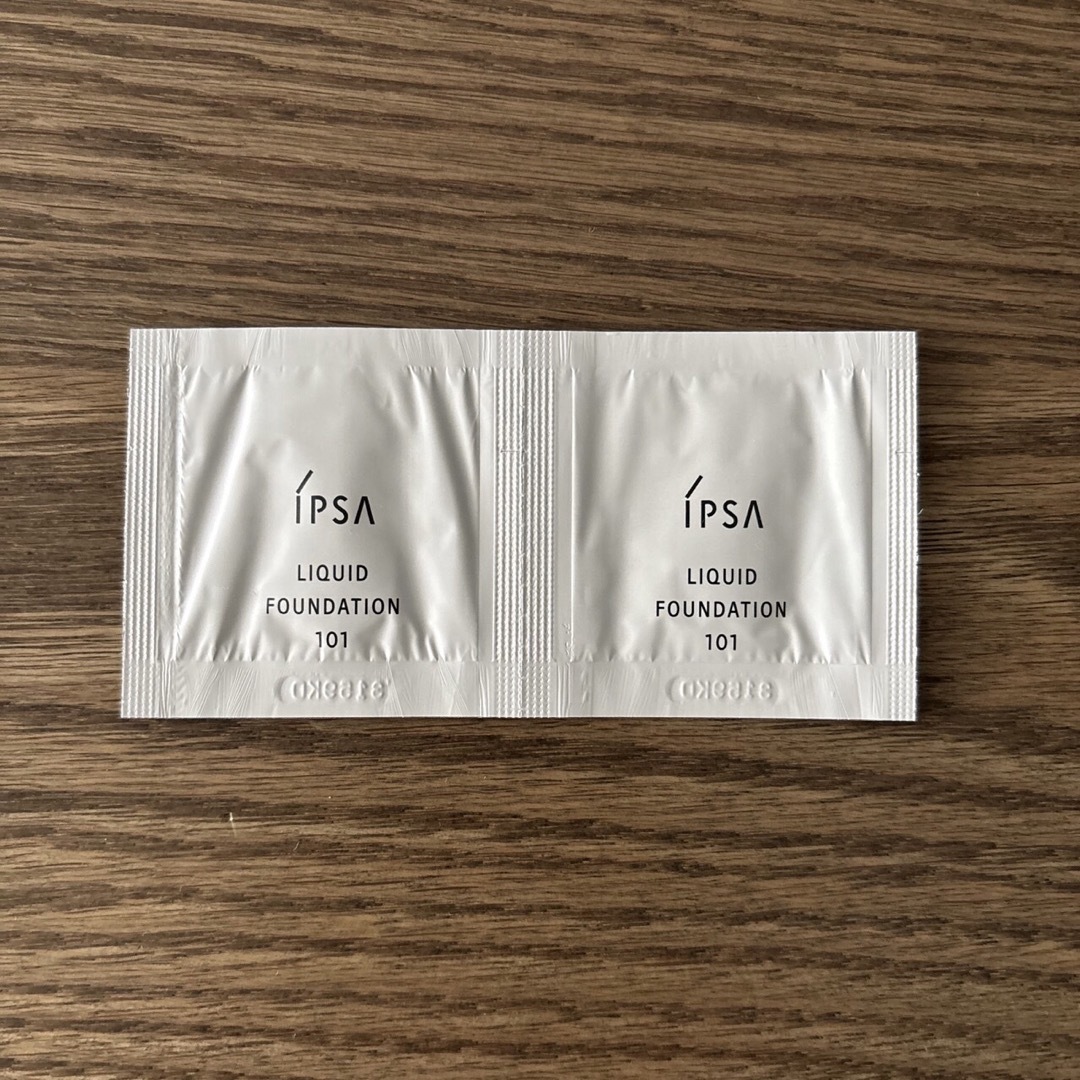 ÍPSA
LIQUID
FOUNDATION
101
ÍPSA
LIQUID
FOUNDATION
101